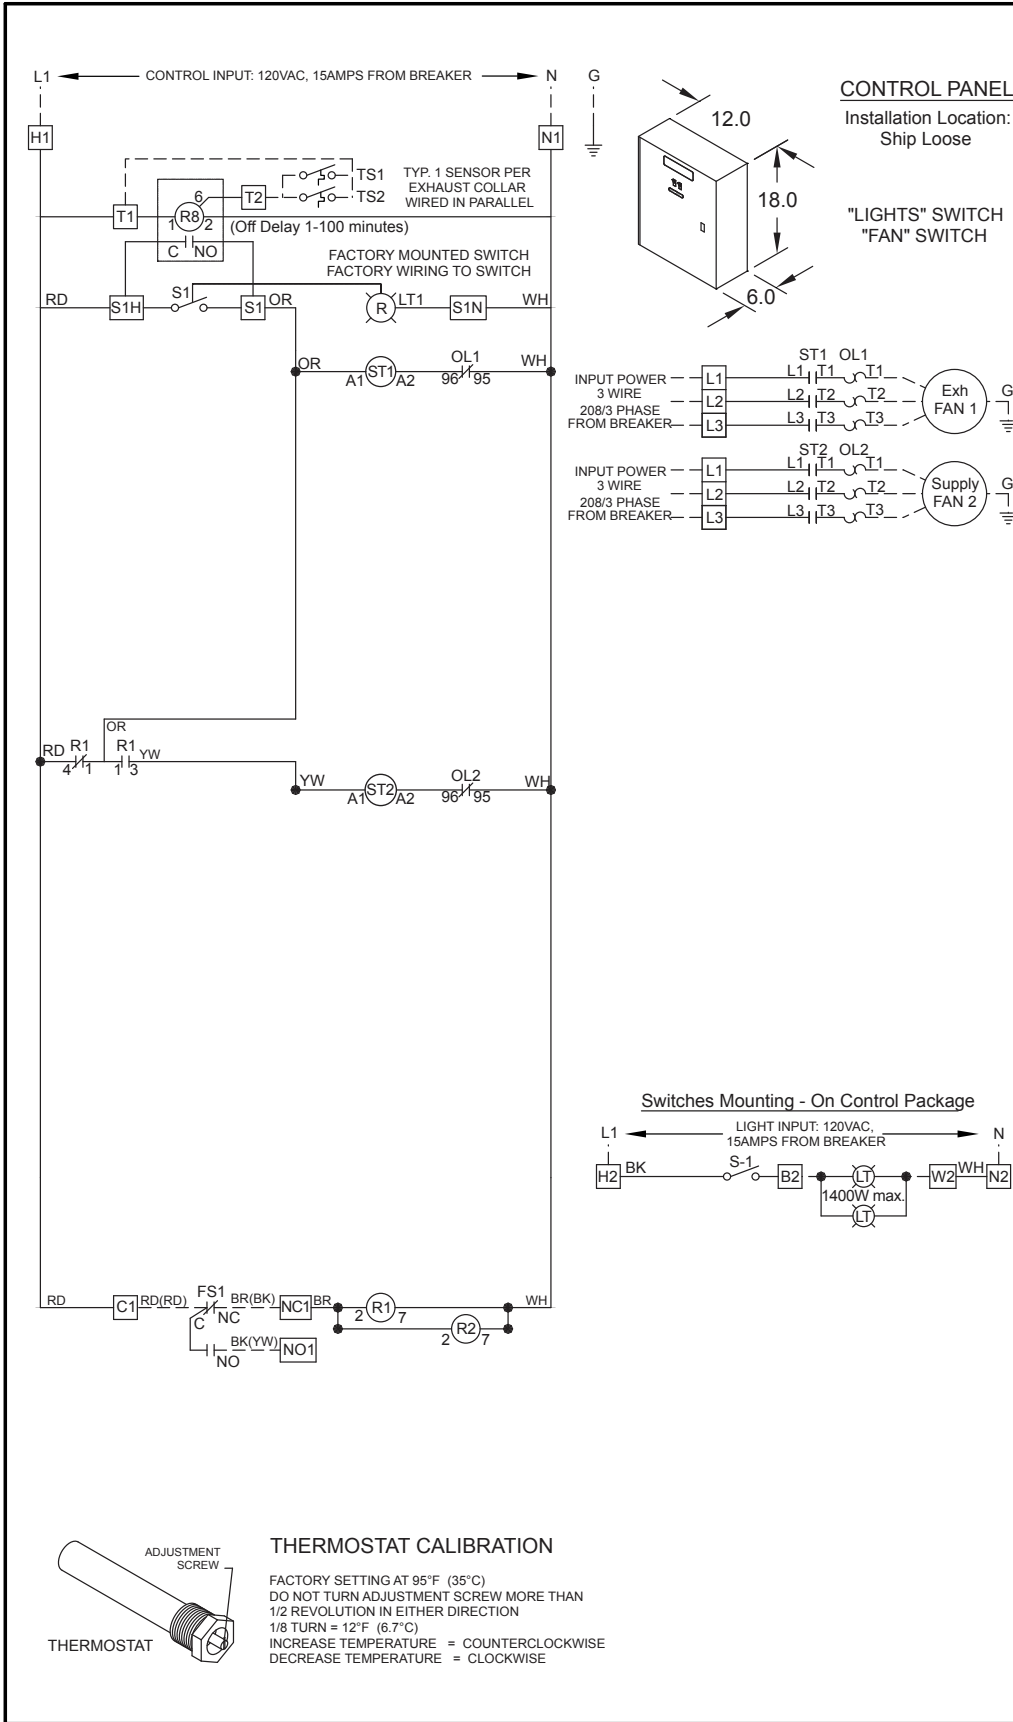 L1 CONTROL INPUT: 120VAC, 15AMPS FROM BREAKER N G
H1 N1
TS1
TS2
TYP. 1 SENSOR PER
EXHAUST COLLAR
WIRED IN PARALLEL
6 T2
T1 1 R8 2
(Off Delay 1-100 minutes)
C NO
FACTORY MOUNTED SWITCH
FACTORY WIRING TO SWITCH
RD S1H S1 S1 OR R LT1 S1N WH
OR A1 ST1 A2 OL1 96 95 WH
OR
RD R1 4 1 R1 1 3 YW
YW A1 ST2 A2 OL2 96 95 WH
RD C1 RD(RD) FS1 C NC BR(BK) NC1 BR 2 R1 7 WH
2 R2 7
NO BK(YW) NO1
12.0
18.0
6.0
CONTROL PANEL
Installation Location:
Ship Loose
"LIGHTS" SWITCH
"FAN" SWITCH
ST1 OL1
INPUT POWER
3 WIRE
208/3 PHASE
FROM BREAKER
L1 L1 T1 T1
L2 L2 T2 T2
L3 L3 T3 T3
Exh
FAN 1
G
ST2 OL2
INPUT POWER
3 WIRE
208/3 PHASE
FROM BREAKER
L1 L1 T1 T1
L2 L2 T2 T2
L3 L3 T3 T3
Supply
FAN 2
G
Switches Mounting - On Control Package
L1 LIGHT INPUT: 120VAC,
15AMPS FROM BREAKER N
H2 BK S-1 B2 LT W2 WH N2
1400W max.
LT
ADJUSTMENT
SCREW
THERMOSTAT
THERMOSTAT CALIBRATION
FACTORY SETTING AT 95°F (35°C)
DO NOT TURN ADJUSTMENT SCREW MORE THAN
1/2 REVOLUTION IN EITHER DIRECTION
1/8 TURN = 12°F (6.7°C)
INCREASE TEMPERATURE = COUNTERCLOCKWISE
DECREASE TEMPERATURE = CLOCKWISE